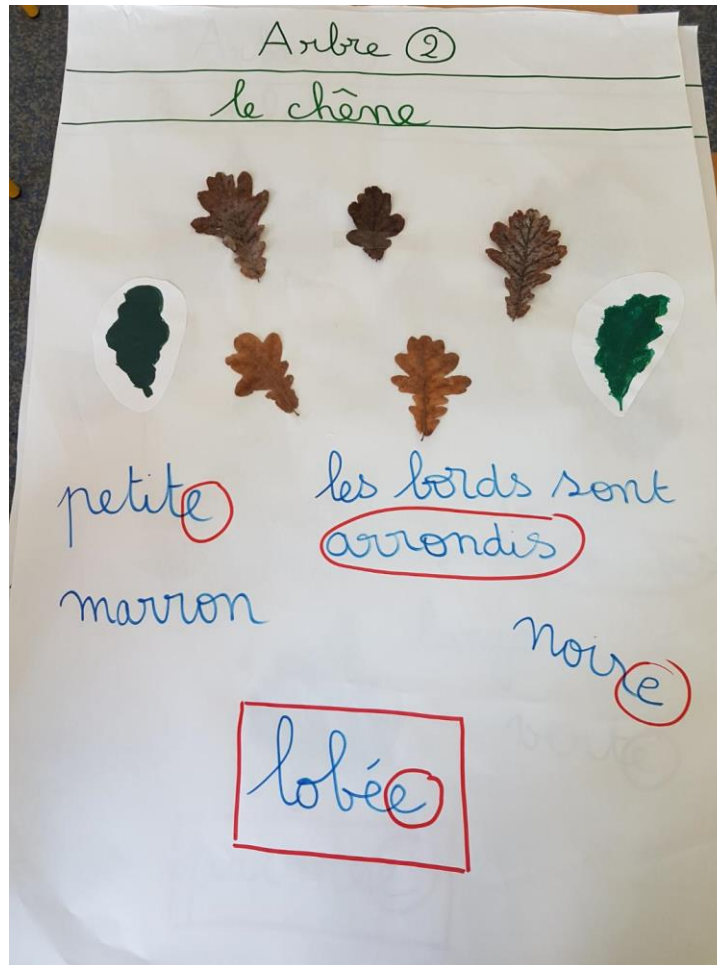 Arbre ②
le chêne
petite
les bords sont
arrondis
marron
noire
lobée